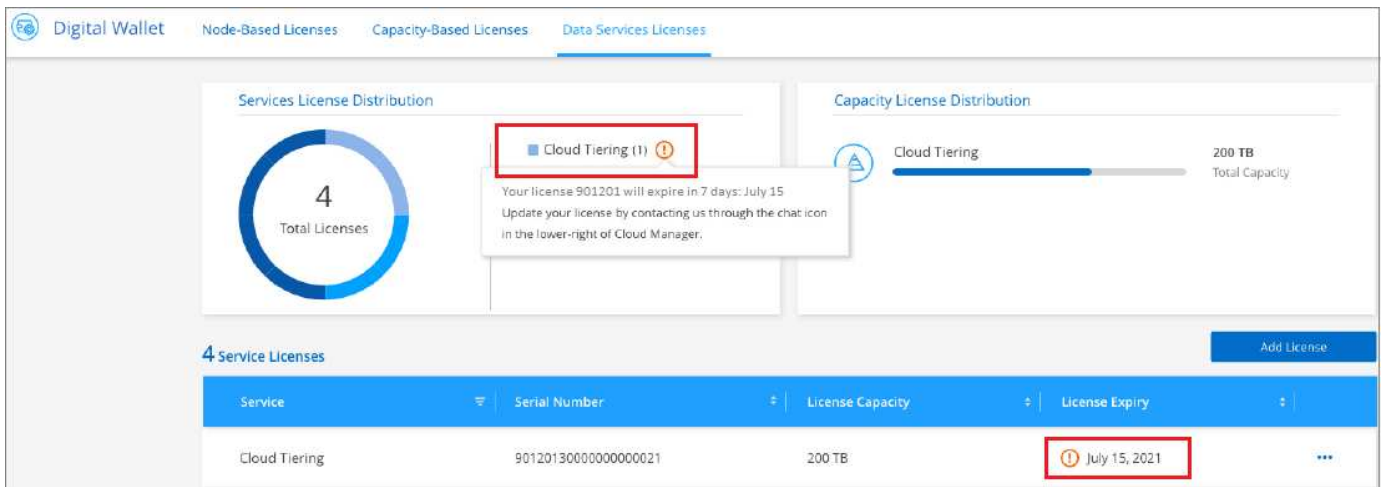 Digital Wallet
Node-Based Licenses
Capacity-Based Licenses
Data Services Licenses
Services License Distribution
4
Total Licenses
Cloud Tiering (1)
Your license 901201 will expire in 7 days: July 15
Update your license by contacting us through the chat icon
in the lower-right of Cloud Manager.
Capacity License Distribution
Cloud Tiering
200 TB
Total Capacity
4 Service Licenses
Add License
Service
Serial Number
License Capacity
License Expiry
Cloud Tiering
90120130000000000021
200 TB
July 15, 2021